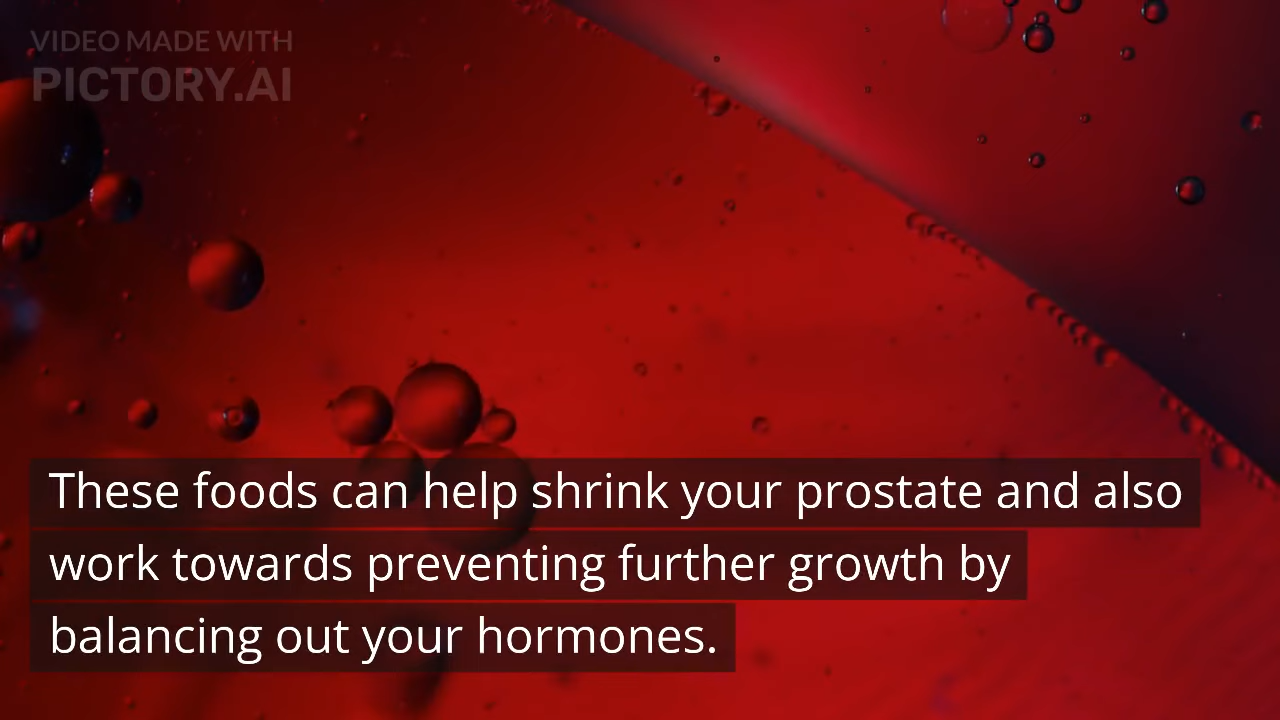 VIDEO MADE WITH
PICTORY.AI
These foods can help shrink your prostate and also
work towards preventing further growth by
balancing out your hormones.